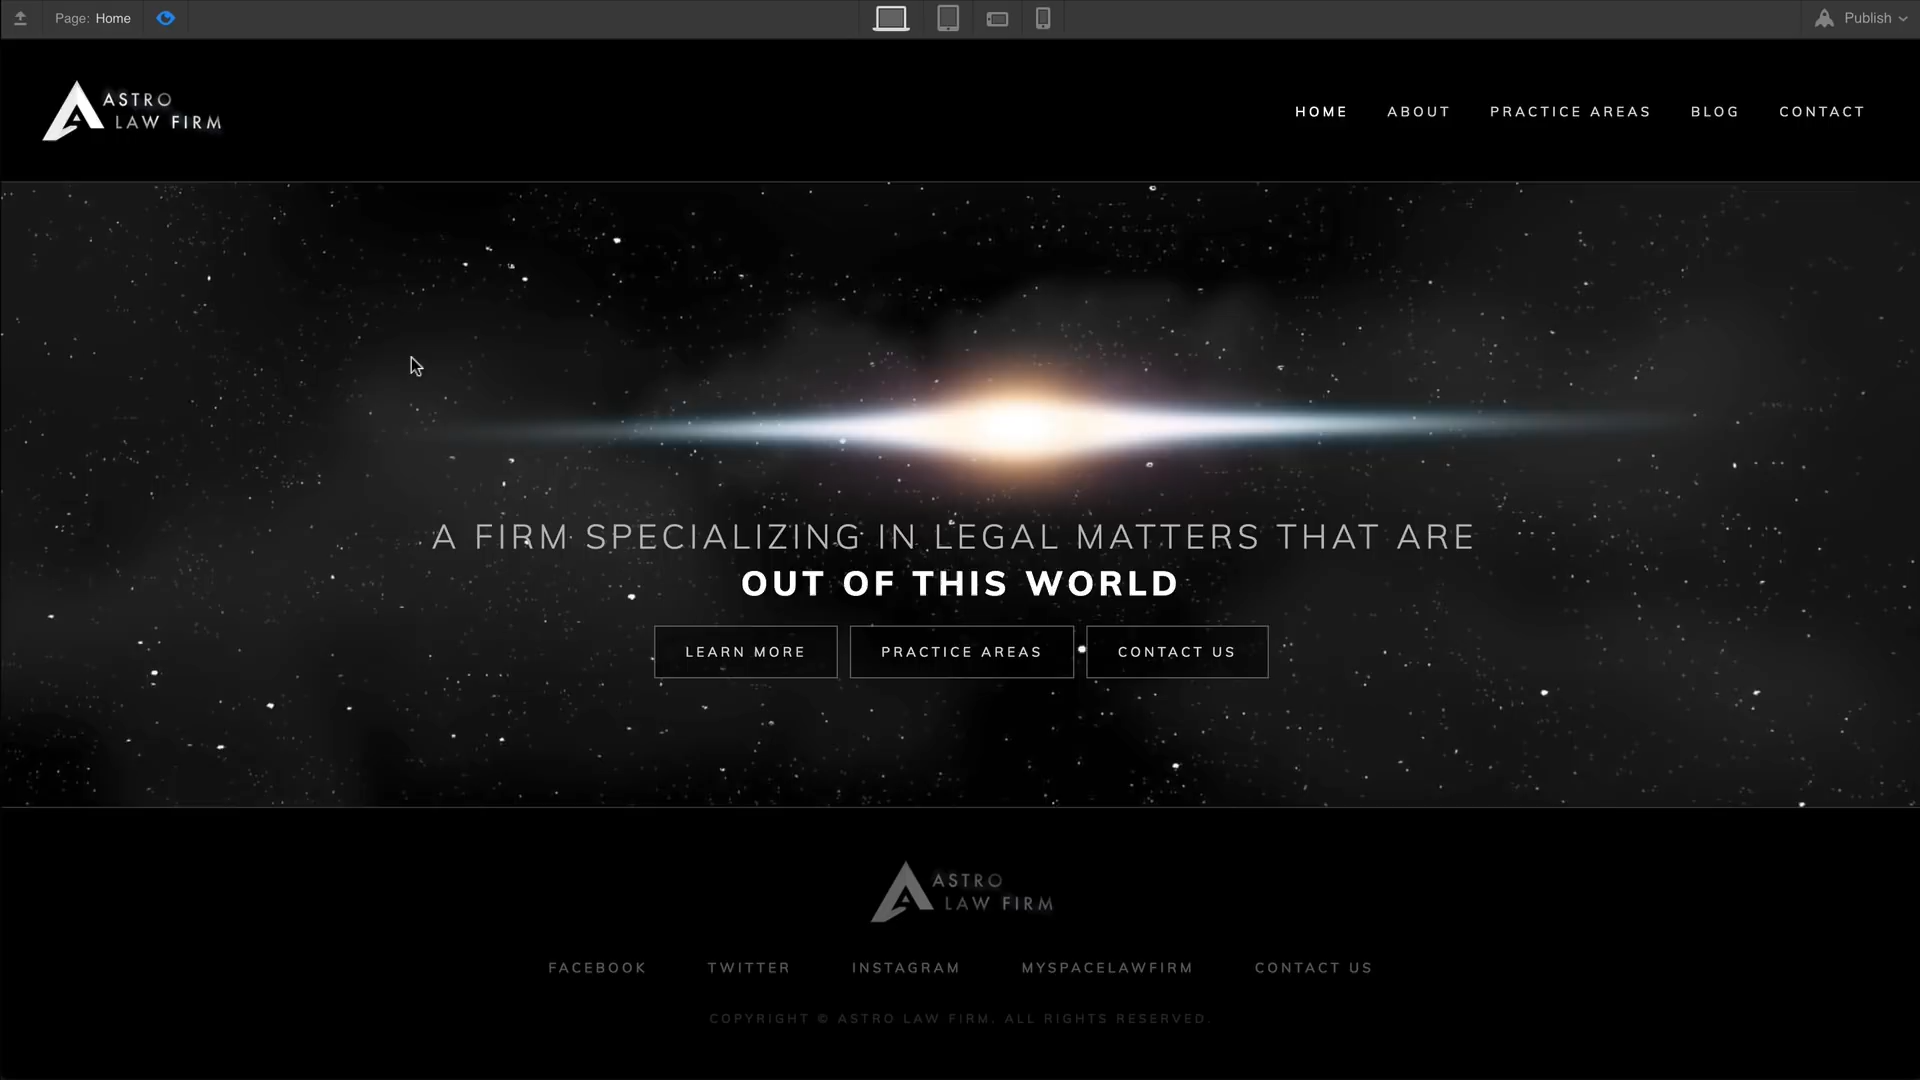 Page: Home
Publish
ASTRO
LAW FIRM
HOME
ABOUT
PRACTICE AREAS
BLOG
CONTACT
A FIRM SPECIALIZING IN LEGAL MATTERS THAT ARE
OUT OF THIS WORLD
LEARN MORE
PRACTICE AREAS
CONTACT US
ASTRO
LAW FIRM
FACEBOOK
TWITTER
INSTAGRAM
MYSPACELAWFIRM
CONTACT US
COPYRIGHT © ASTRO LAW FIRM. ALL RIGHTS RESERVED.